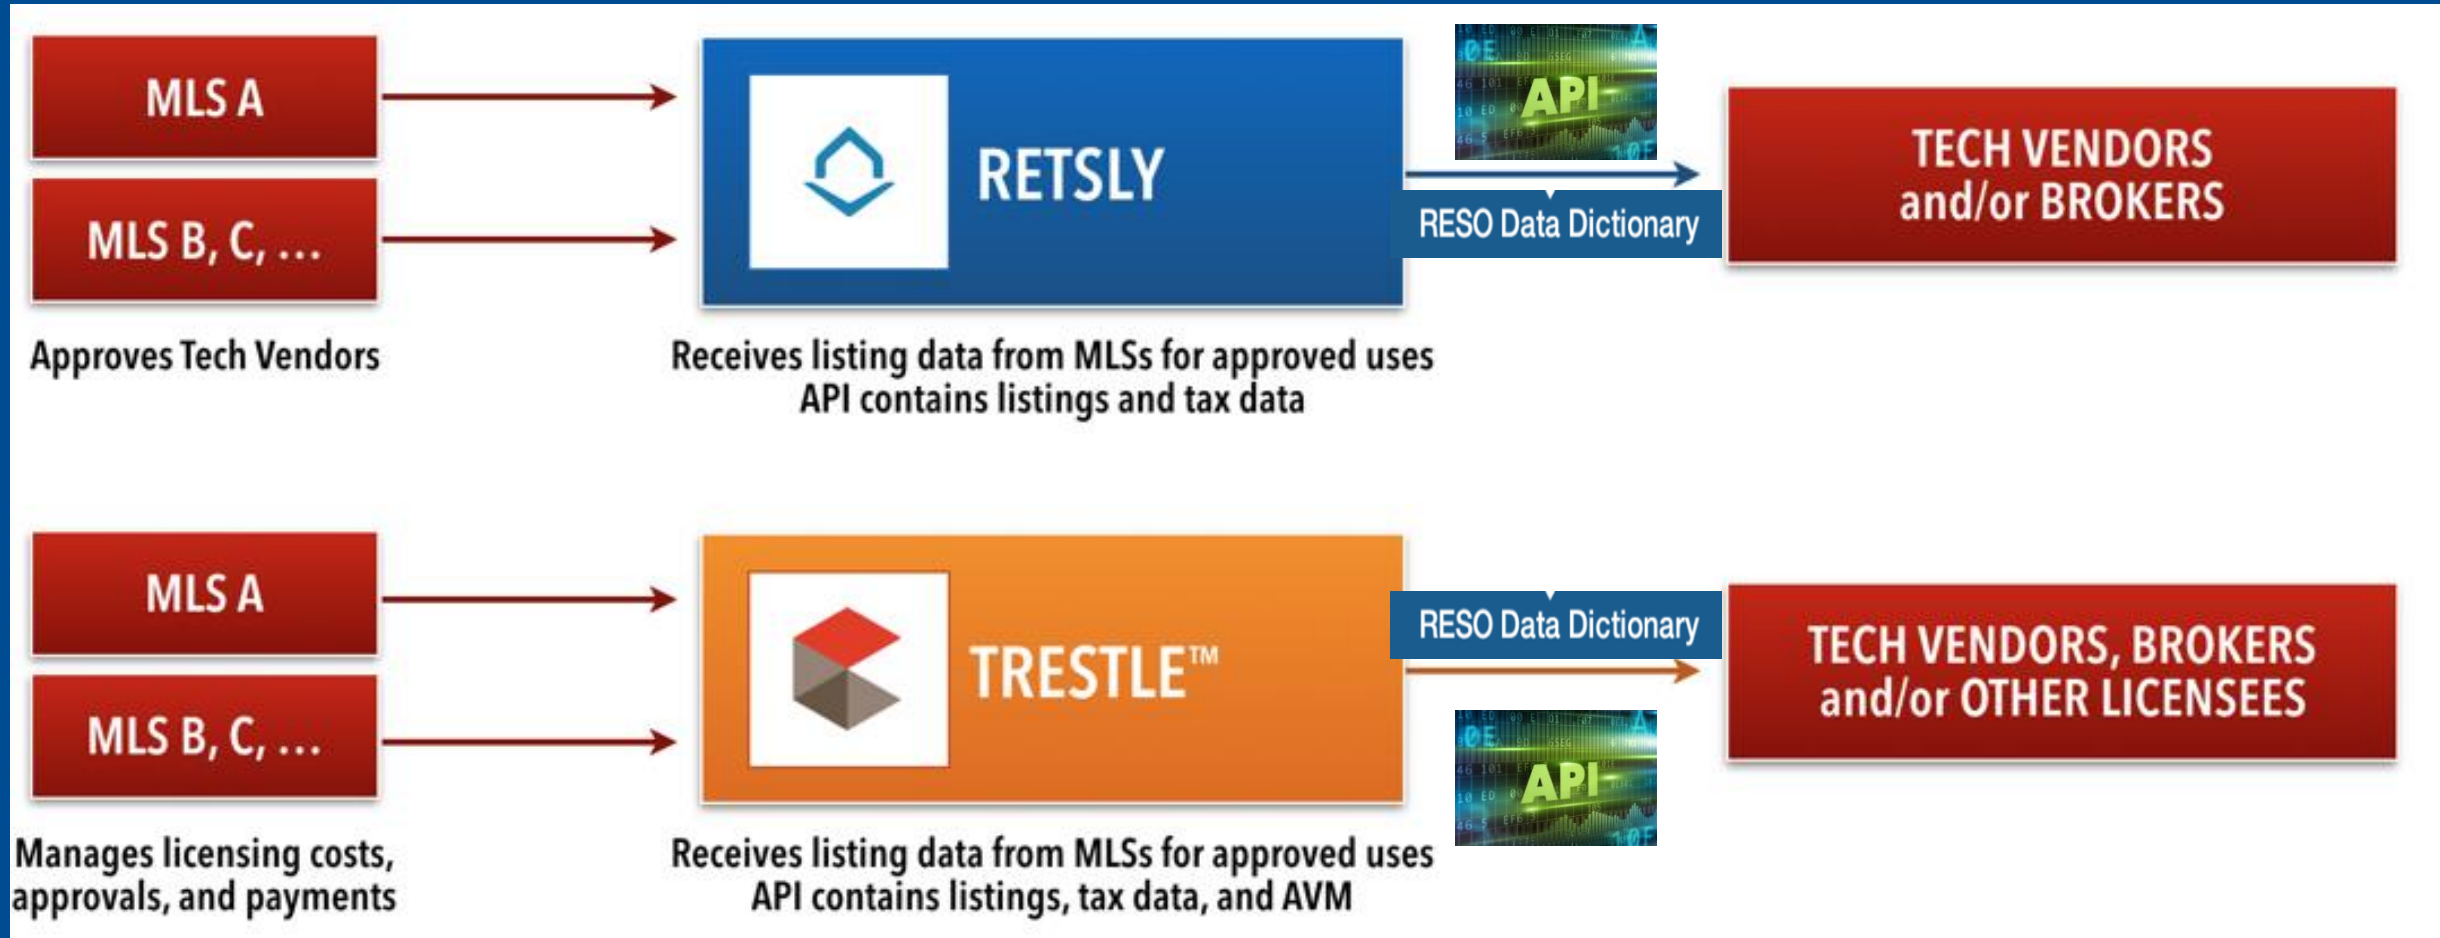 MLS A
MLS B, C, ...
Approves Tech Vendors
RETSLY
Receives listing data from MLSs for approved uses
API contains listings and tax data
API
RESO Data Dictionary
TECH VENDORS
and/or BROKERS
MLS A
MLS B, C, ...
Manages licensing costs,
approvals, and payments
TRESTLE™
Receives listing data from MLSs for approved uses
API contains listings, tax data, and AVM
RESO Data Dictionary
API
TECH VENDORS, BROKERS
and/or OTHER LICENSEES